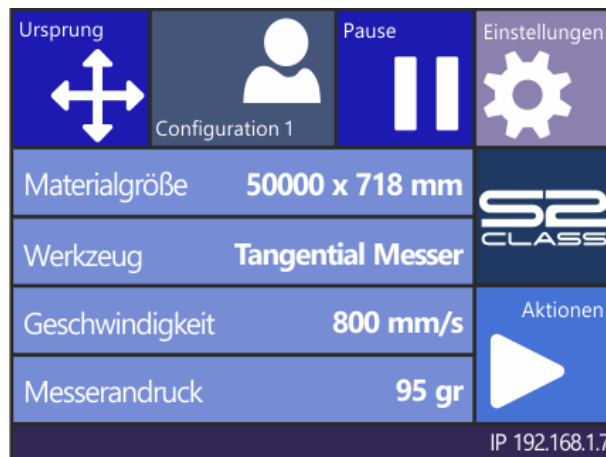 Ursprung
Configuration 1
Pause
Einstellungen
Materialgröße 50000 x 718 mm
S2
CLASS
Werkzeug Tangential Messer
Geschwindigkeit 800 mm/s
Aktionen
Messerandruck 95 gr
IP 192.168.1.7